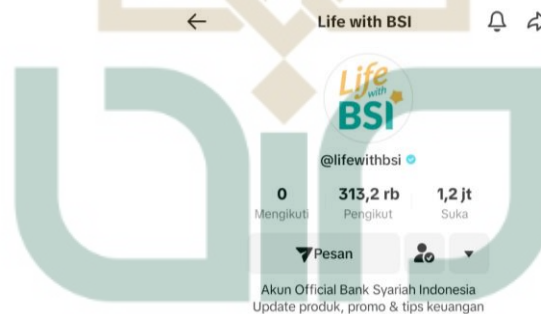 Life with BSI
Life
with
BSI
@lifewithbsi
0 313,2 rb 1,2 jt
Mengikuti Pengikut Suka
Pesan
Akun Official Bank Syariah Indonesia
Update produk, promo & tips keuangan